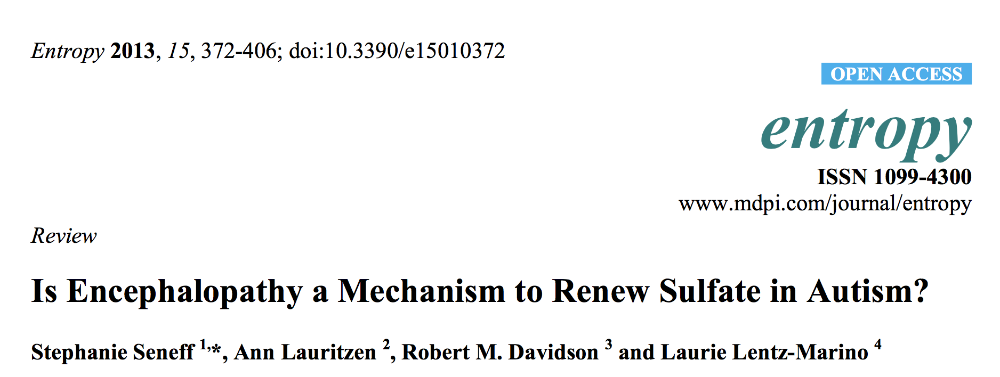 Entropy 2013, 15, 372-406; doi:10.3390/e15010372
OPEN ACCESS
entropy
ISSN 1099-4300
www.mdpi.com/journal/entropy
Review
Is Encephalopathy a Mechanism to Renew Sulfate in Autism?
Stephanie Seneff 1,*, Ann Lauritzen 2, Robert M. Davidson 3 and Laurie Lentz-Marino 4